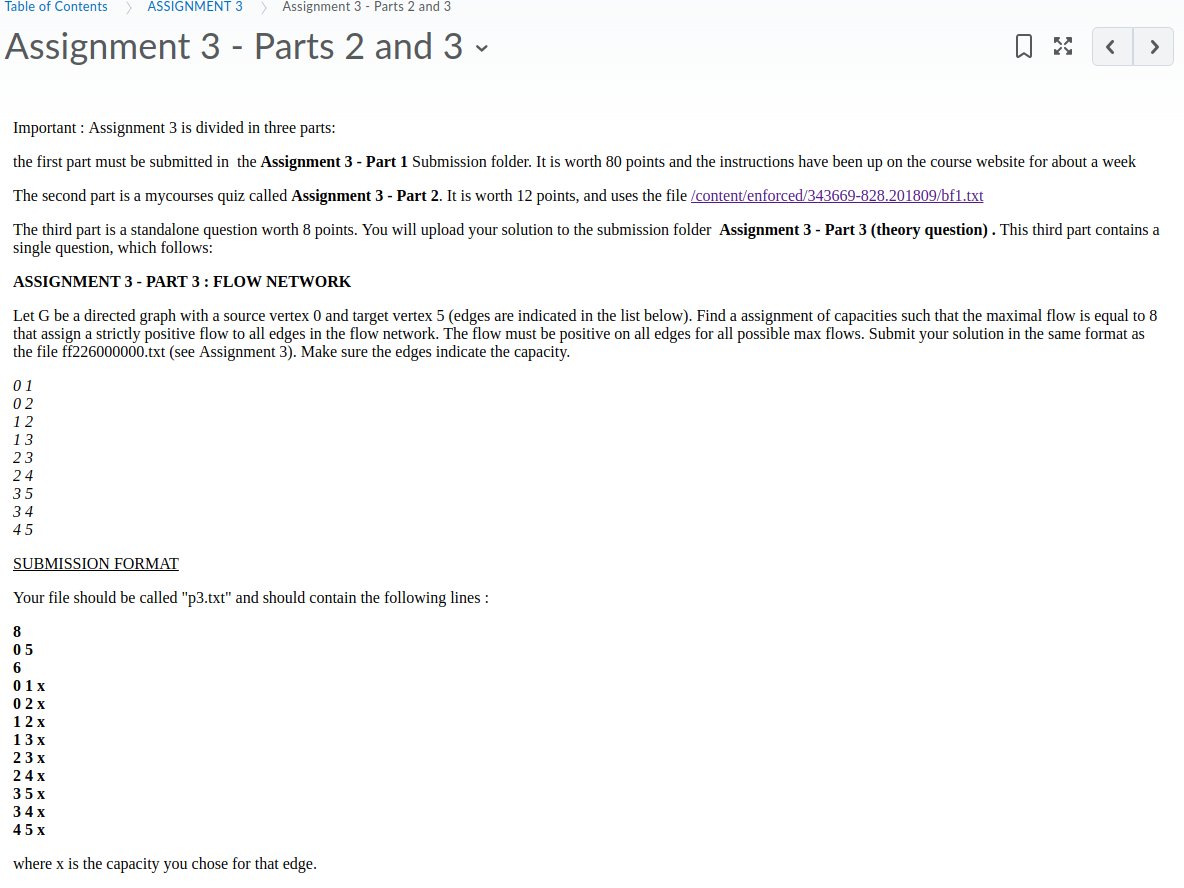 Table of Contents > ASSIGNMENT 3 > Assignment 3 - Parts 2 and 3
Assignment 3 - Parts 2 and 3
Important : Assignment 3 is divided in three parts:
the first part must be submitted in the Assignment 3 - Part 1 Submission folder. It is worth 80 points and the instructions have been up on the course website for about a week
The second part is a mycourses quiz called Assignment 3 - Part 2. It is worth 12 points, and uses the file /content/enforced/343669-828.201809/bf1.txt
The third part is a standalone question worth 8 points. You will upload your solution to the submission folder Assignment 3 - Part 3 (theory question) . This third part contains a
single question, which follows:
ASSIGNMENT 3 - PART 3 : FLOW NETWORK
Let G be a directed graph with a source vertex 0 and target vertex 5 (edges are indicated in the list below). Find a assignment of capacities such that the maximal flow is equal to 8
that assign a strictly positive flow to all edges in the flow network. The flow must be positive on all edges for all possible max flows. Submit your solution in the same format as
the file ff226000000.txt (see Assignment 3). Make sure the edges indicate the capacity.
0 1
0 2
1 2
1 3
2 3
2 4
3 5
3 4
4 5
SUBMISSION FORMAT
Your file should be called "p3.txt" and should contain the following lines :
8
0 5
6
0 1 x
0 2 x
1 2 x
1 3 x
2 3 x
2 4 x
3 5 x
3 4 x
4 5 x
where x is the capacity you chose for that edge.